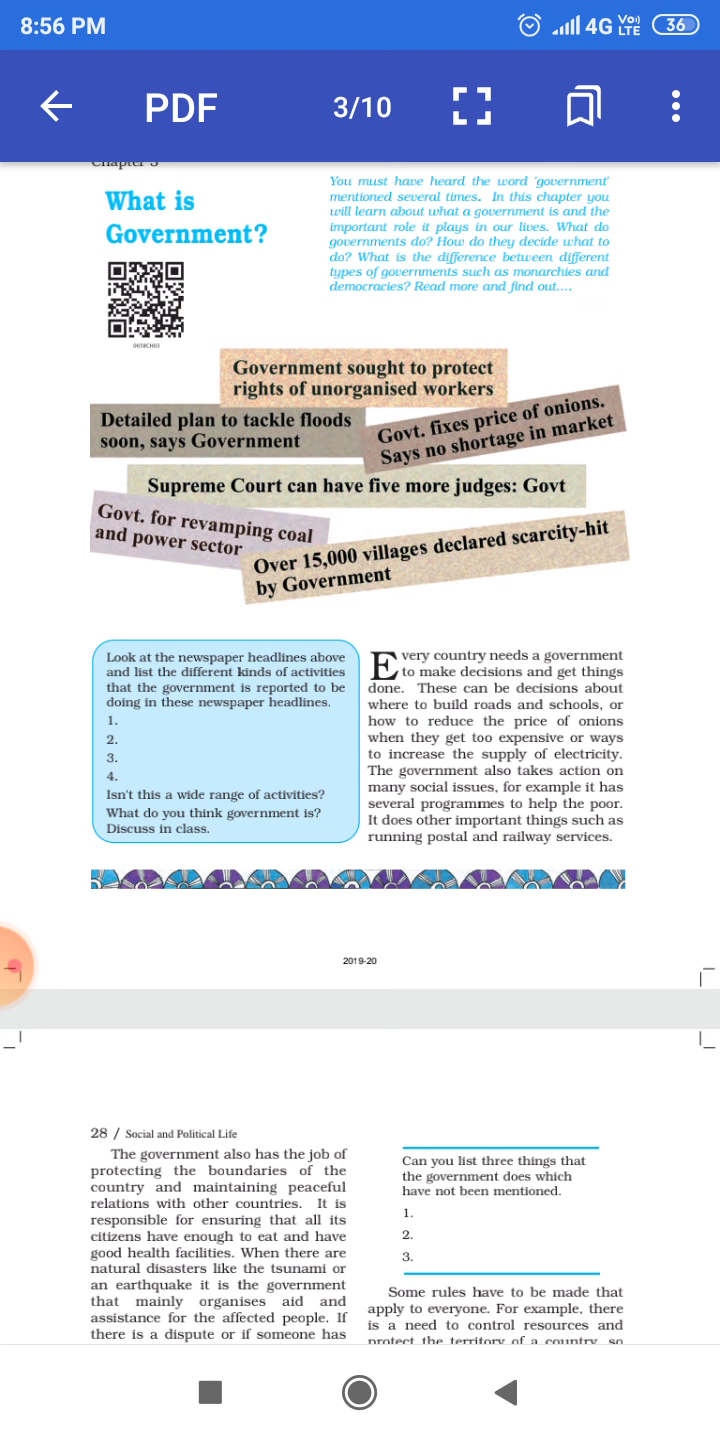 8:56 PM
4G Vo)) LTE 36
PDF 3/10
Chapter 3
What is
Government?
0658CH03
You must have heard the word 'government'
mentioned several times. In this chapter you
will learn about what a government is and the
important role it plays in our lives. What do
governments do? How do they decide what to
do? What is the difference between different
types of governments such as monarchies and
democracies? Read more and find out....
Government sought to protect
rights of unorganised workers
Detailed plan to tackle floods
soon, says Government
Govt. fixes price of onions.
Says no shortage in market
Supreme Court can have five more judges: Govt
Govt. for revamping coal
and power sector
Over 15,000 villages declared scarcity-hit
by Government
Look at the newspaper headlines above
and list the different kinds of activities
that the government is reported to be
doing in these newspaper headlines.
1.
2.
3.
4.
Isn't this a wide range of activities?
What do you think government is?
Discuss in class.
Every country needs a government
to make decisions and get things
done. These can be decisions about
where to build roads and schools, or
how to reduce the price of onions
when they get too expensive or ways
to increase the supply of electricity.
The government also takes action on
many social issues, for example it has
several programmes to help the poor.
It does other important things such as
running postal and railway services.
2019-20
28 / Social and Political Life
The government also has the job of
protecting the boundaries of the
country and maintaining peaceful
relations with other countries. It is
responsible for ensuring that all its
citizens have enough to eat and have
good health facilities. When there are
natural disasters like the tsunami or
an earthquake it is the government
that mainly organises aid and
assistance for the affected people. If
there is a dispute or if someone has
Can you list three things that
the government does which
have not been mentioned.
1.
2.
3.
Some rules have to be made that
apply to everyone. For example, there
is a need to control resources and
protect the territory of a country, so